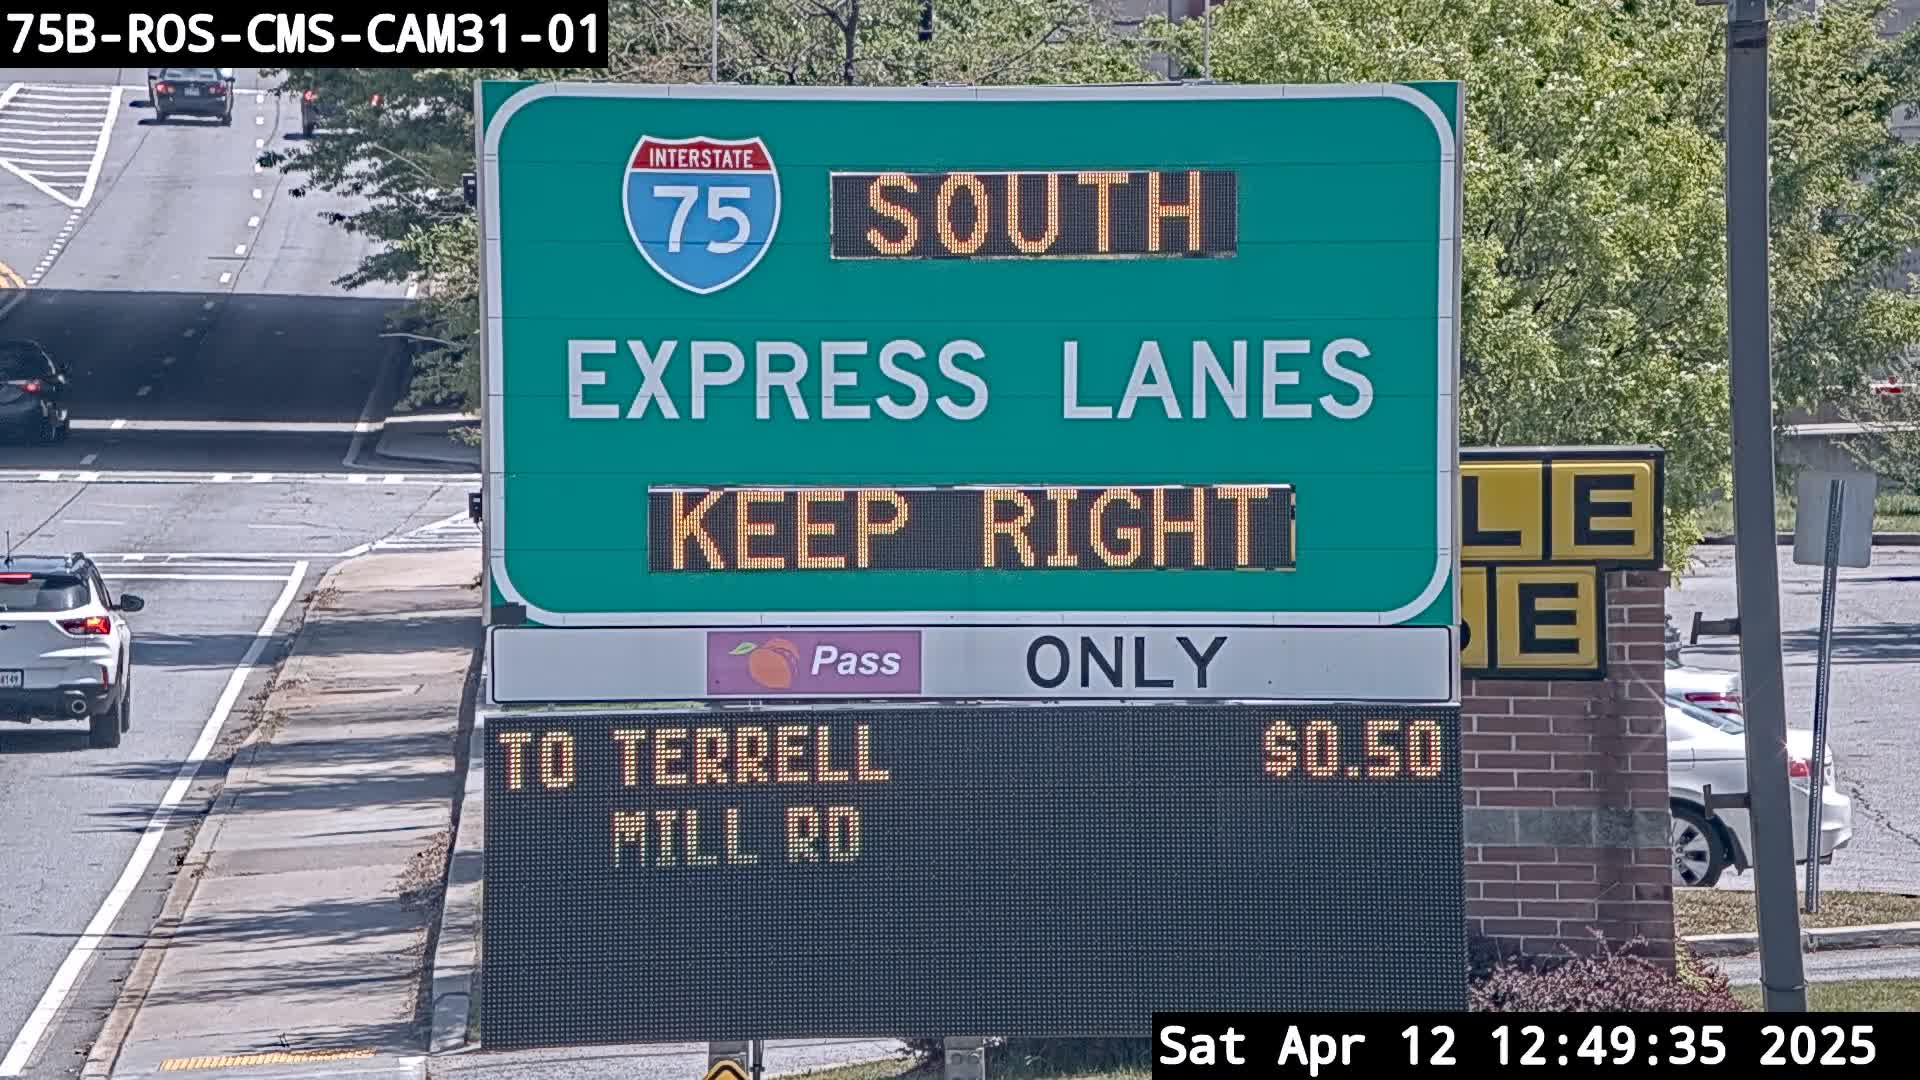 75B-ROS-CMS-CAM31-01
INTERSTATE
75
SOUTH
EXPRESS LANES
KEEP RIGHT
Pass ONLY
LE
E
TO TERRELL $0.50
MILL RD
Sat Apr 12 12:49:35 2025